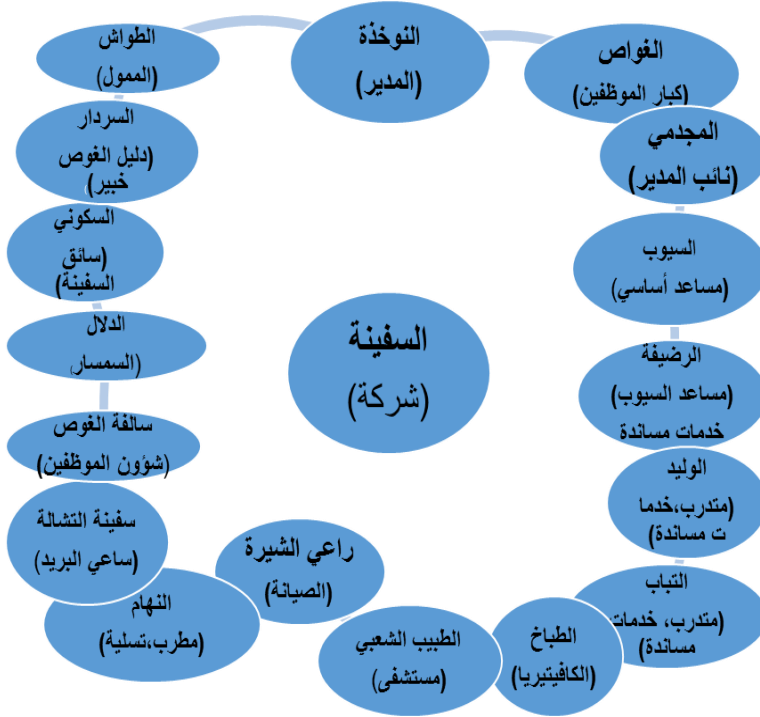 النوخذة
(المدير)
الغواص
(كبار الموظفين)
المجدمي
(نائب المدير)
السيوب
(مساعد أساسي)
الرضيفة
(مساعد السيوب)
خدمات مساندة
الوليد
(متدرب،خدما
ت مساندة)
التباب
(متدرب، خدمات
مساندة)
الطباخ
(الكافيتيريا)
الطبيب الشعبي
(مستشفى)
راعي الشيرة
(الصيانة)
النهام
(مطرب،تسلية)
سفينة التشالة
(ساعي البريد)
سالفة الغوص
(شؤون الموظفين)
الدلال
(السمسار)
السكوني
(سائق
السفينة)
السردار
(دليل الغوص
خبير)
الطواش
(الممول)
السفينة
(شركة)